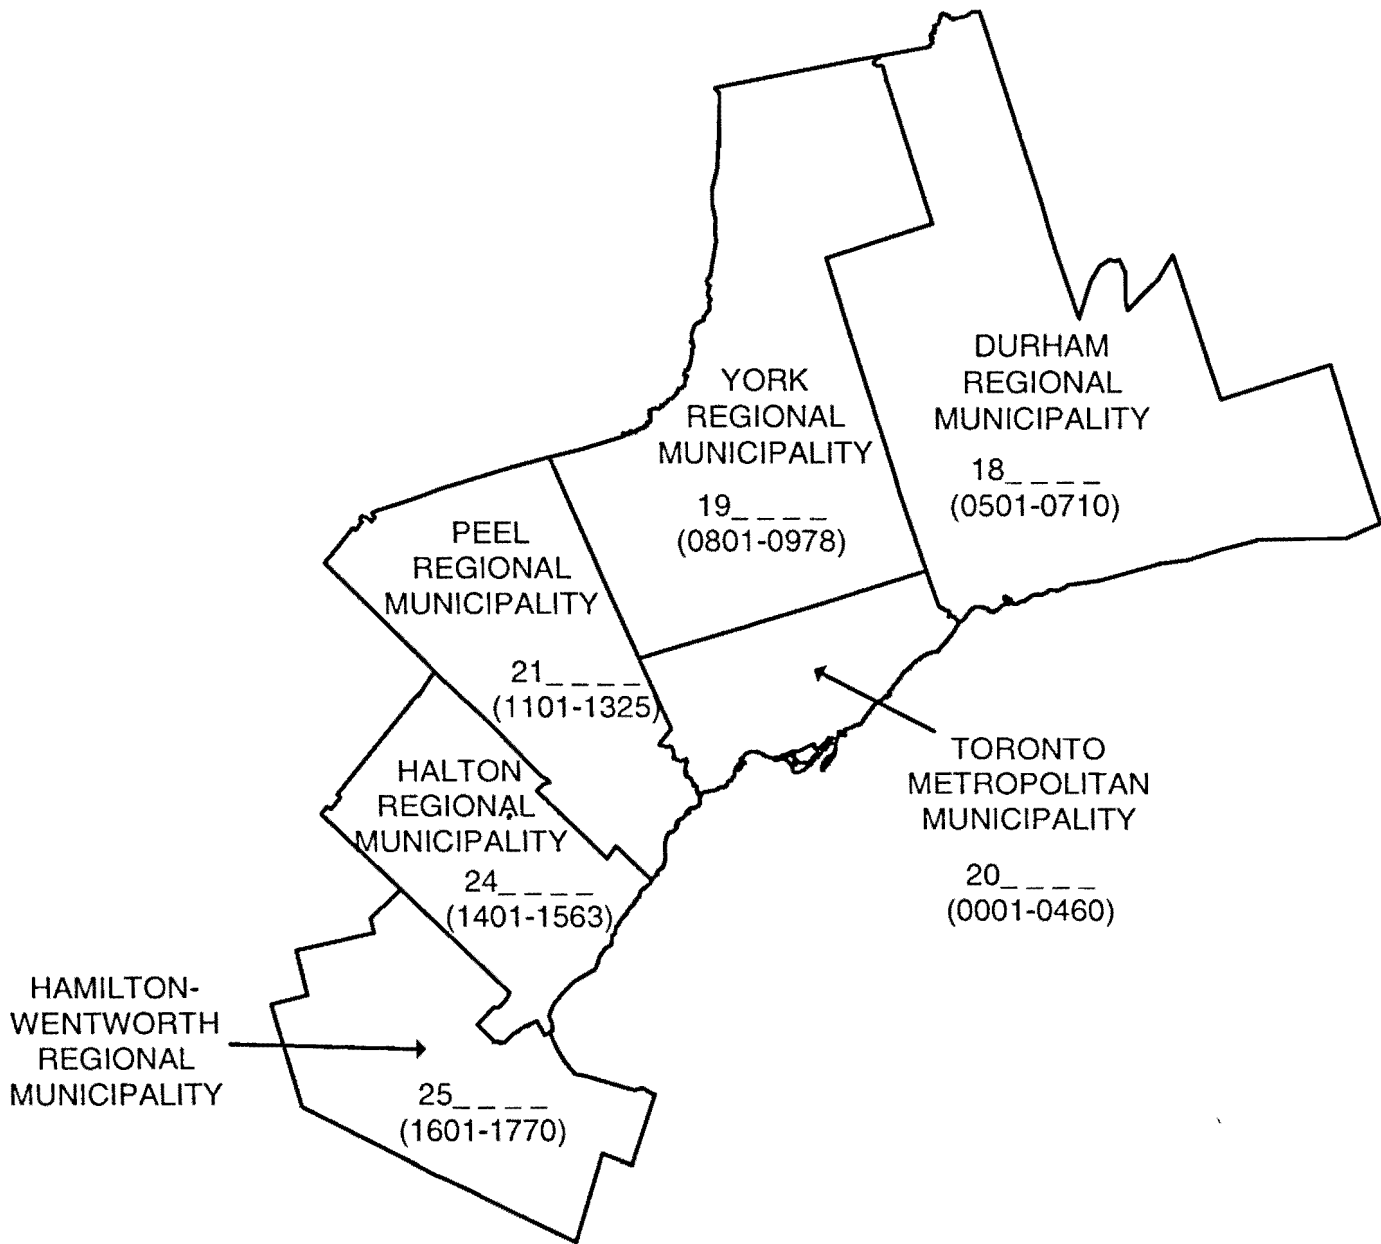 DURHAM
REGIONAL
MUNICIPALITY
18_ _ _ _
(0501-0710)
YORK
REGIONAL
MUNICIPALITY
19_ _ _ _
(0801-0978)
PEEL
REGIONAL
MUNICIPALITY
21_ _ _ _
(1101-1325)
TORONTO
METROPOLITAN
MUNICIPALITY
20_ _ _ _
(0001-0460)
HALTON
REGIONAL
MUNICIPALITY
24_ _ _ _
(1401-1563)
HAMILTON-
WENTWORTH
REGIONAL
MUNICIPALITY
25_ _ _ _
(1601-1770)